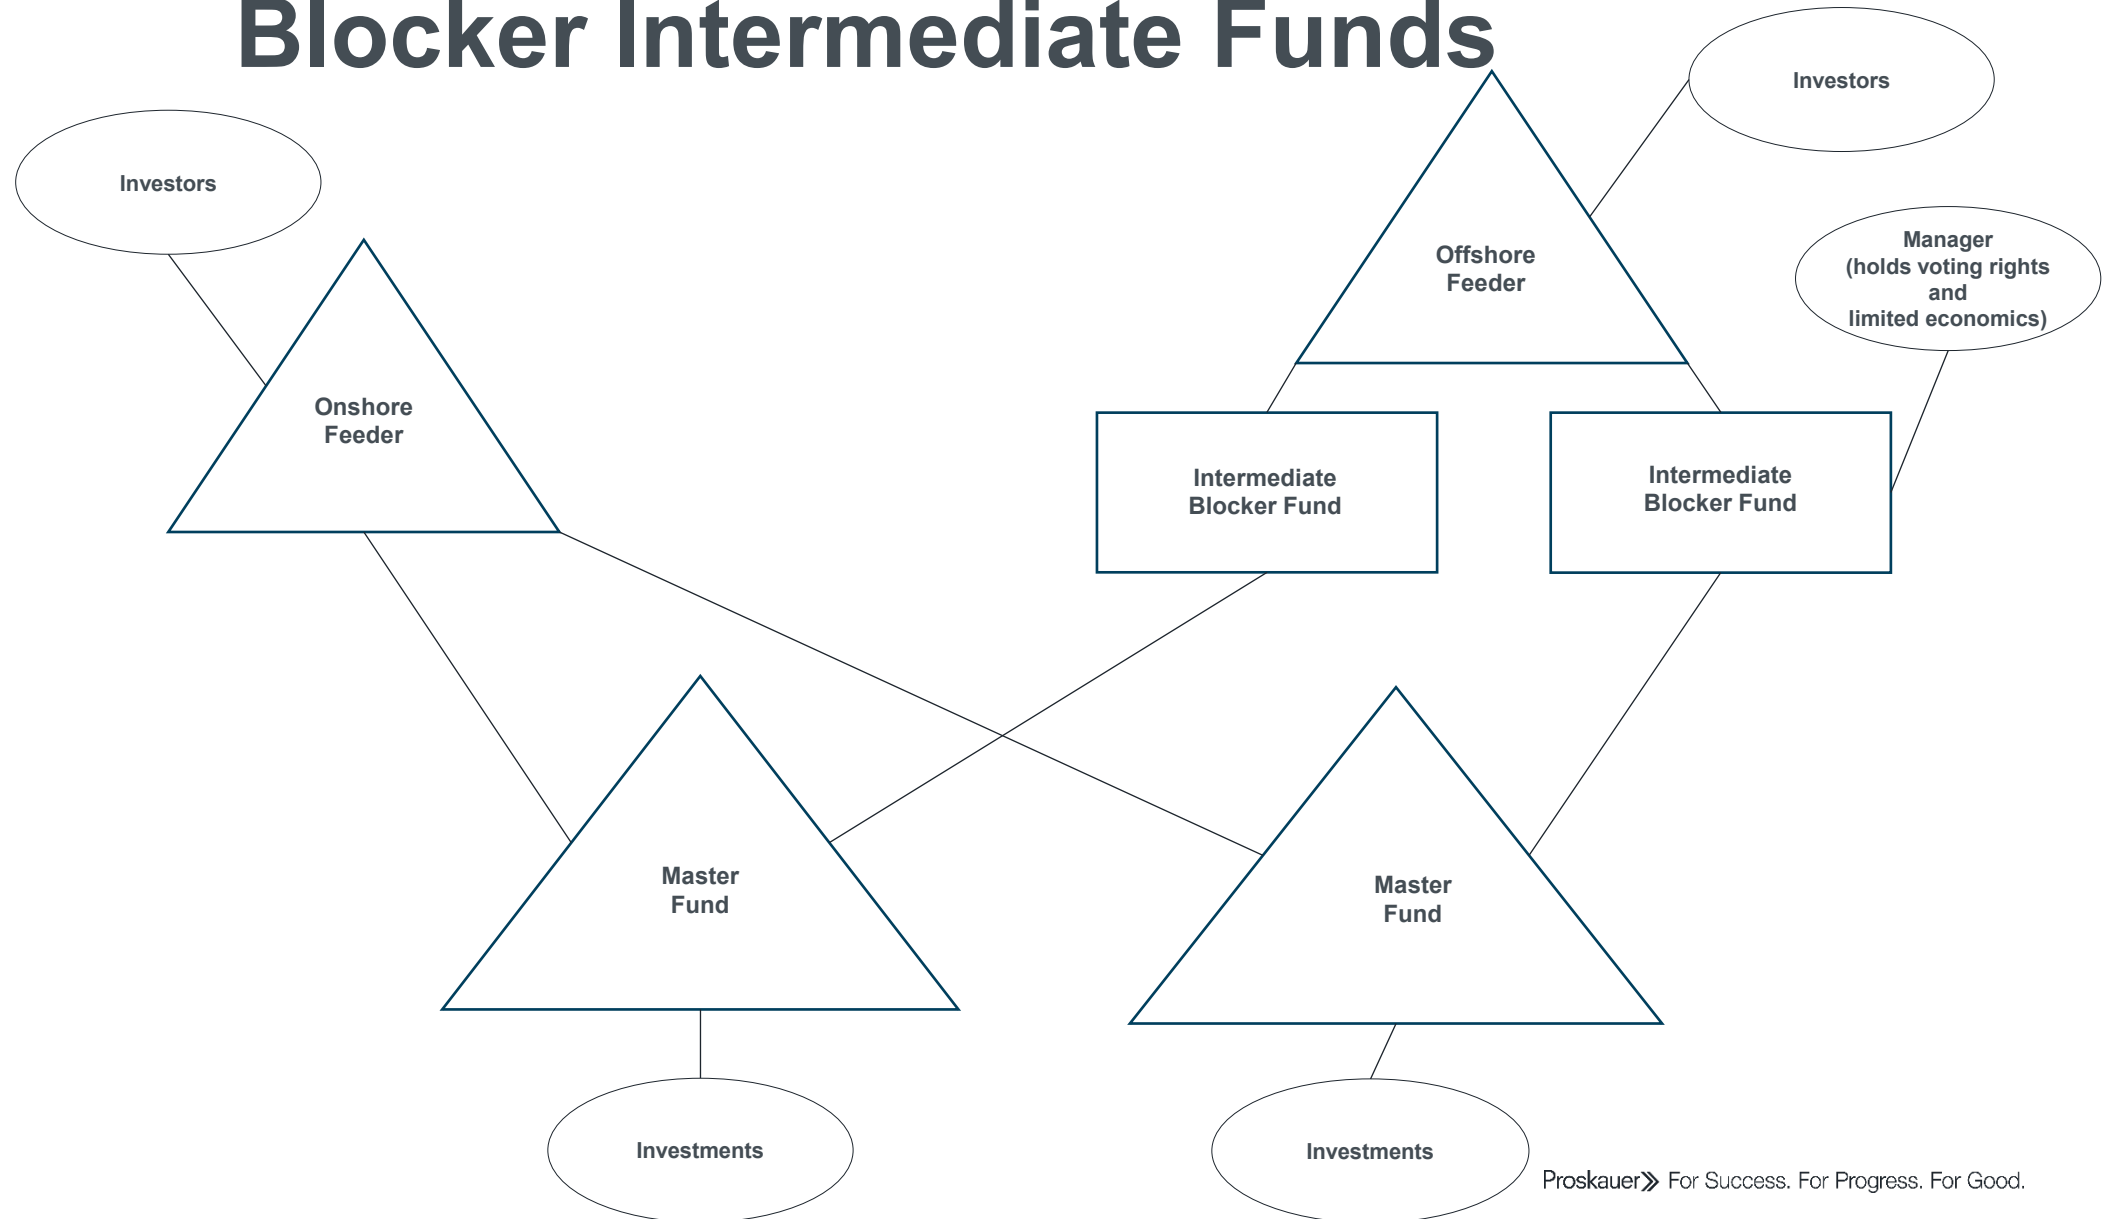 Blocker Intermediate Funds
Investors
Investors
Manager
(holds voting rights
and
limited economics)
Offshore
Feeder
Onshore
Feeder
Intermediate
Blocker Fund
Intermediate
Blocker Fund
Master
Fund
Master
Fund
Investments
Investments
Proskauer» For Success. For Progress. For Good.